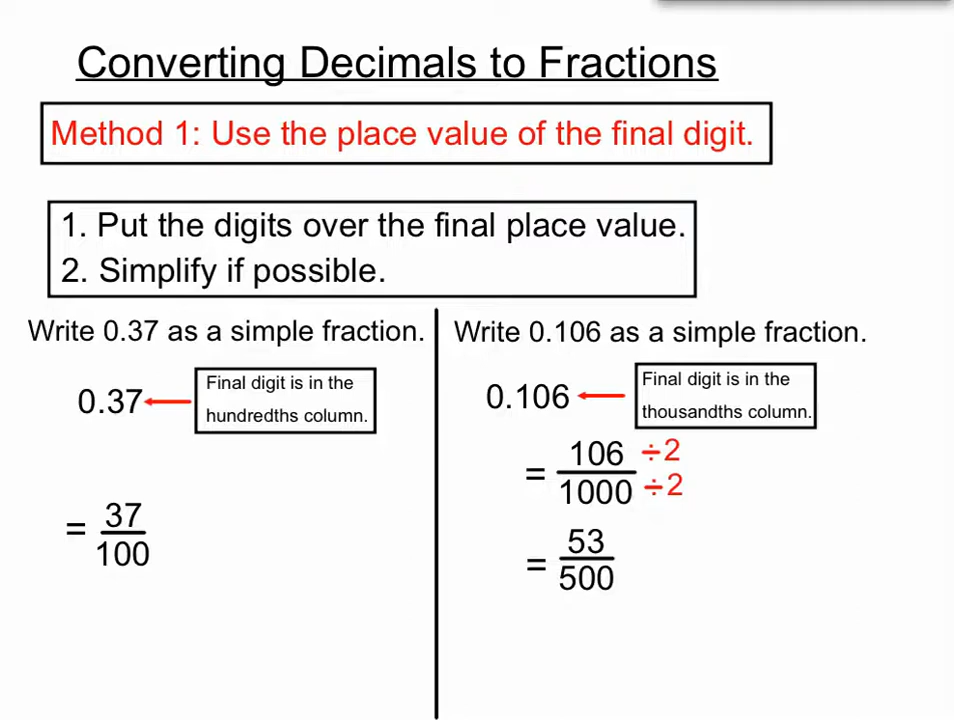 Converting Decimals to Fractions
Method 1: Use the place value of the final digit.
1. Put the digits over the final place value.
2. Simplify if possible.
Write 0.37 as a simple fraction.
0.37
Final digit is in the
hundredths column.
= 37
100
Write 0.106 as a simple fraction.
0.106
Final digit is in the
thousandths column.
= 106 ÷2
1000 ÷2
= 53
500